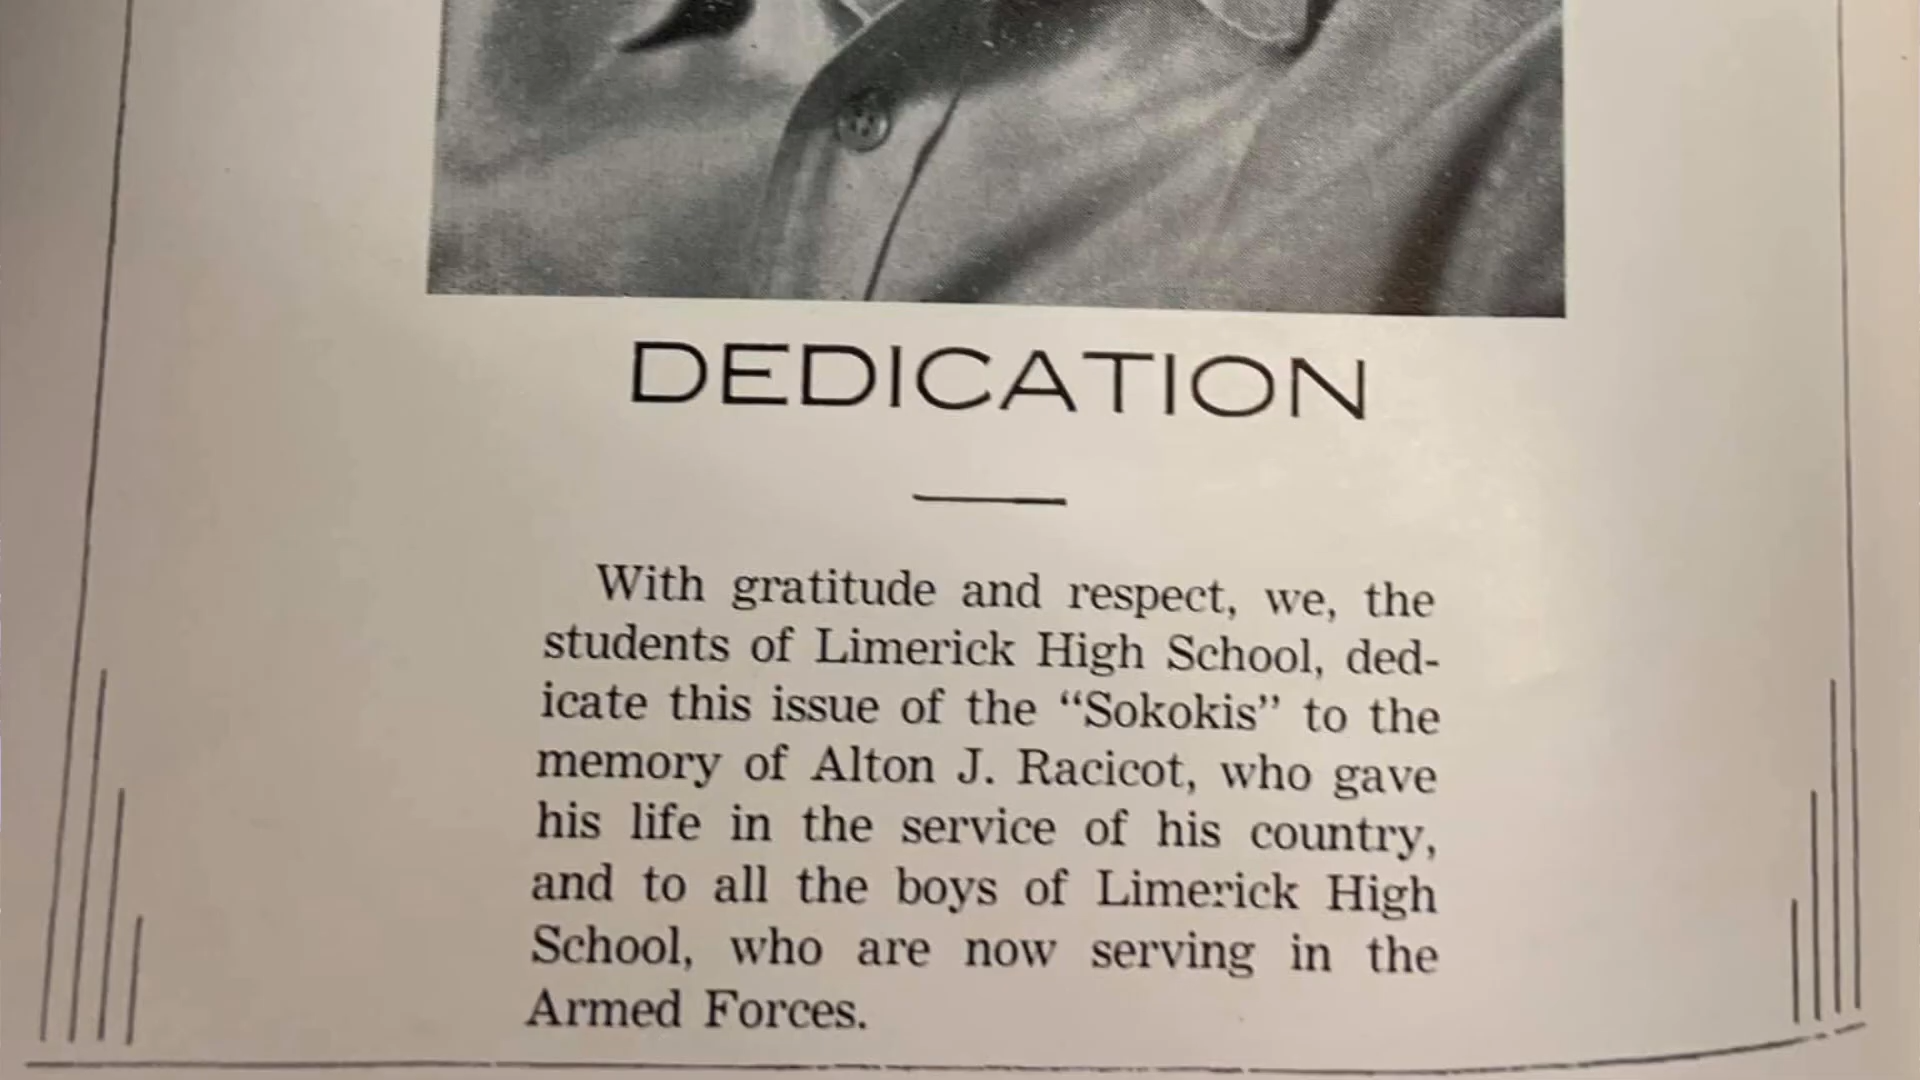 DEDICATION
With gratitude and respect, we, the
students of Limerick High School, ded-
icate this issue of the “Sokokis” to the
memory of Alton J. Racicot, who gave
his life in the service of his country,
and to all the boys of Limerick High
School, who are now serving in the
Armed Forces.